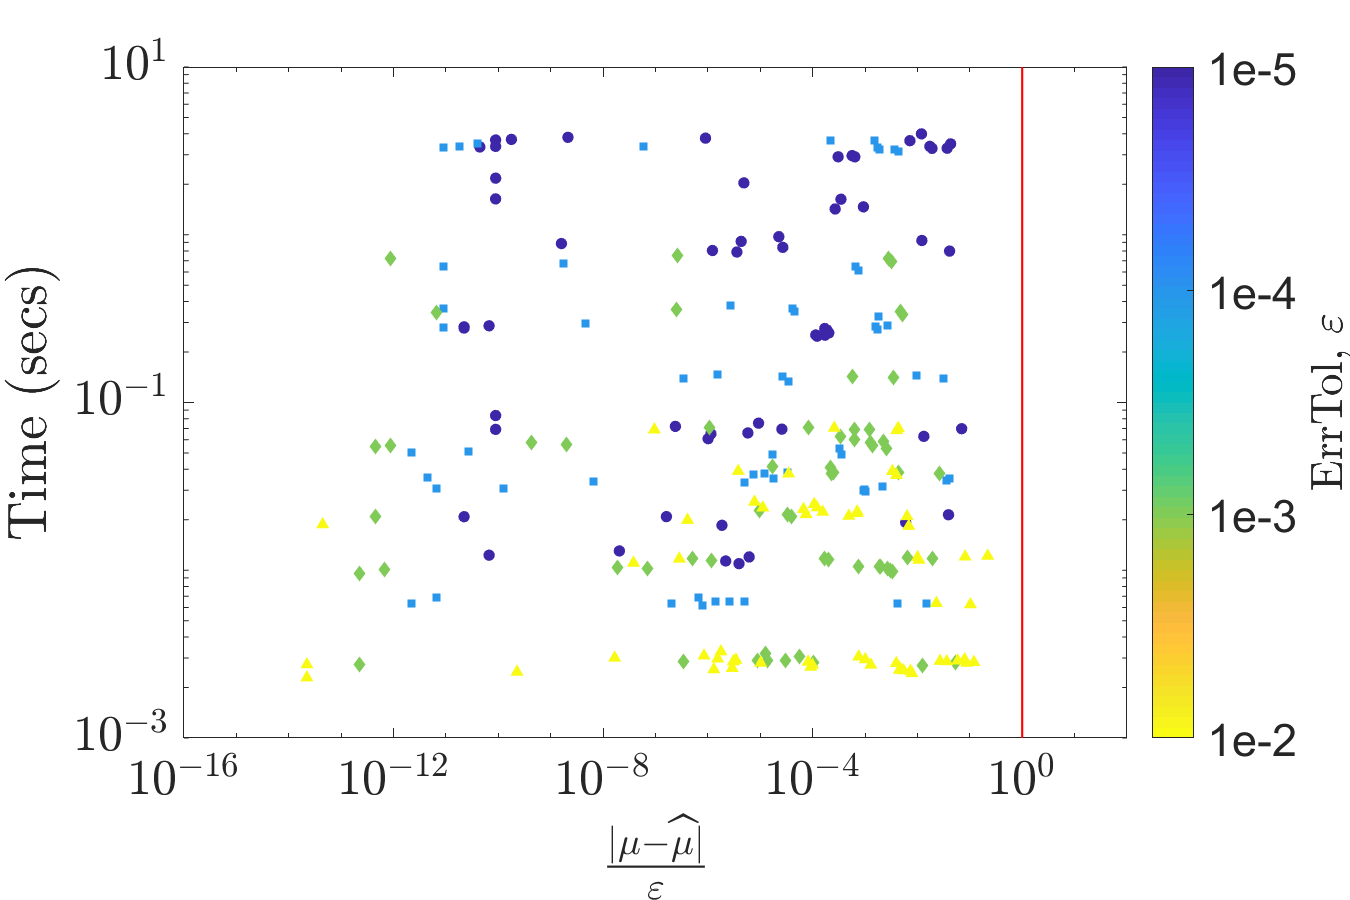 10^1
10^{-1}
10^{-3}
Time (secs)
10^{-16} 10^{-12} 10^{-8} 10^{-4} 10^0
|μ−\widehat{μ}|
ε
1e-5
1e-4
1e-3
1e-2
ErrTol, ε